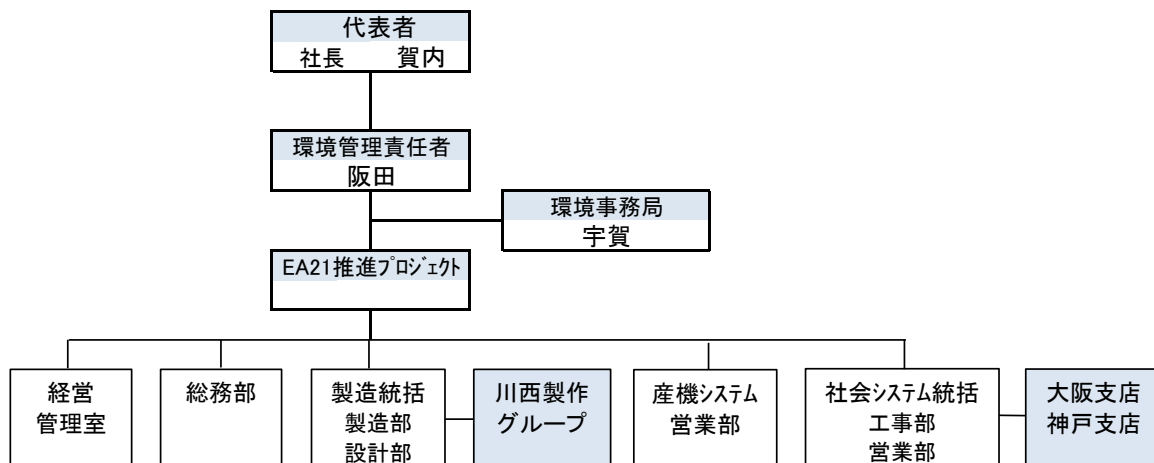 代表者
社長 賀内
環境管理責任者
阪田
環境事務局
宇賀
EA21推進ﾌﾟﾛｼﾞｪｸﾄ
経営
管理室
総務部
製造統括
製造部
設計部
川西製作
グループ
産機ｼｽﾃﾑ
営業部
社会ｼｽﾃﾑ統括
工事部
営業部
大阪支店
神戸支店